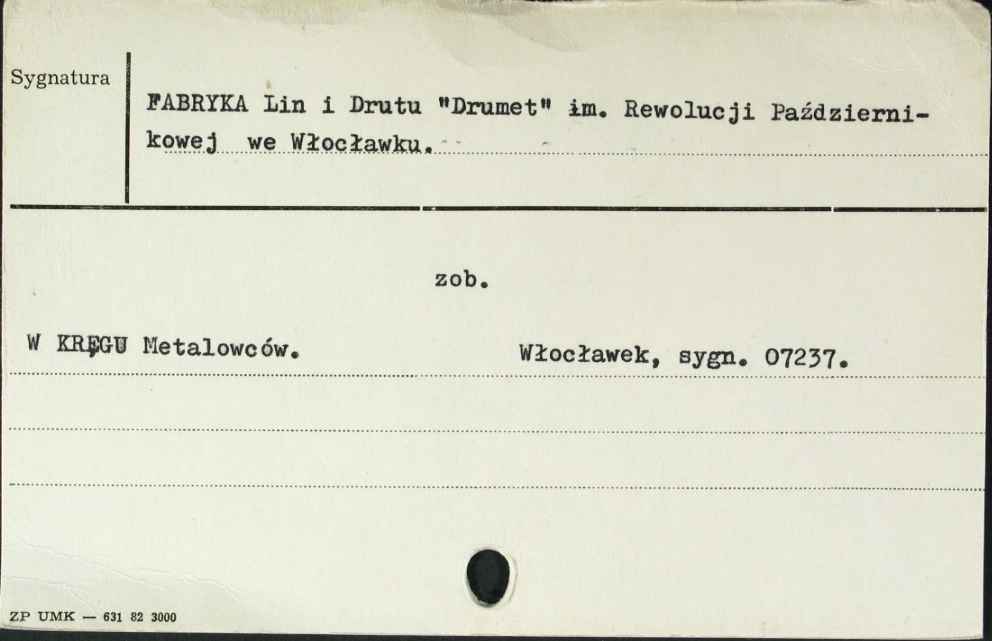 Sygnatura
FABRYKA Lin i Drutu "Drumet" im. Rewolucji Październi-
kowej we Włocławku.
zob.
W KRĘGU Metalowców. Włocławek, sygn. 07237.
ZP UMK — 631 82 3000